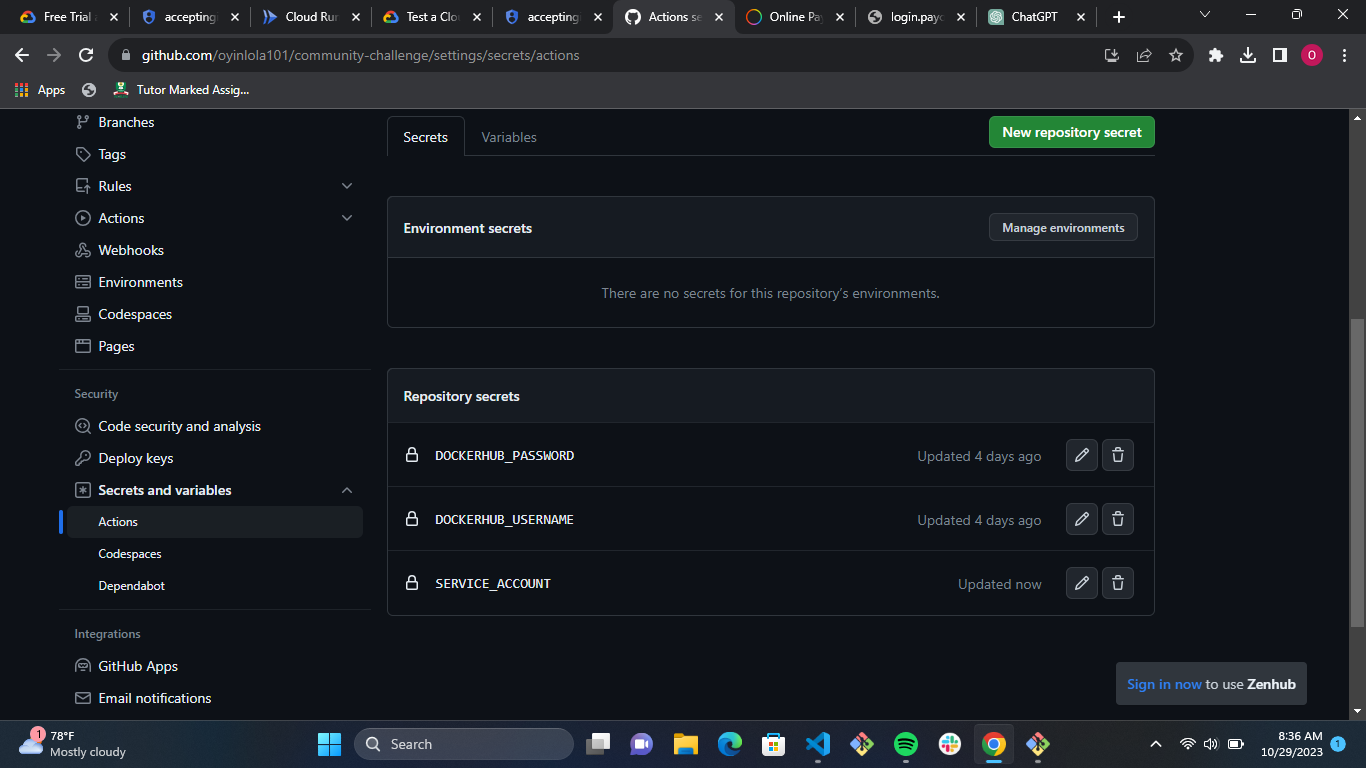 Free Trial a
accepting
Cloud Run
Test a Clo
accepting
Actions se
Online Pay
login.payo
ChatGPT
github.com/oyinlola101/community-challenge/settings/secrets/actions
O
Apps
Tutor Marked Assig...
Branches
Tags
Rules
Actions
Webhooks
Environments
Codespaces
Pages
Security
Code security and analysis
Deploy keys
Secrets and variables
Actions
Codespaces
Dependabot
Integrations
GitHub Apps
Email notifications
Secrets
Variables
New repository secret
Environment secrets
Manage environments
There are no secrets for this repository's environments.
Repository secrets
DOCKERHUB_PASSWORD
Updated 4 days ago
DOCKERHUB_USERNAME
Updated 4 days ago
SERVICE_ACCOUNT
Updated now
Sign in now to use Zenhub
1
78°F
Mostly cloudy
Search
8:36 AM
10/29/2023
1